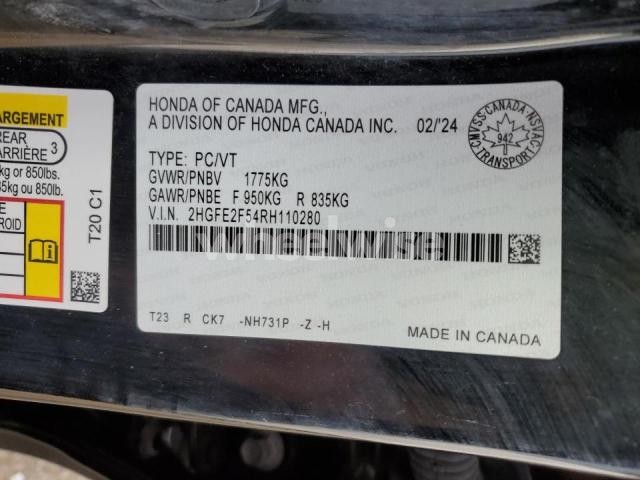 ARGEMENT
REAR
ARRIÈRE 3
kg or 850lbs.
85kg ou 850lb.
T20 C1
HONDA OF CANADA MFG.,
A DIVISION OF HONDA CANADA INC. 02/'24
CMVSS CANADA NSVAC
942
TRANSPORT
TYPE: PC/VT
GVWR/PNBV 1775KG
GAWR/PNBE F 950KG R 835KG
V.I.N. 2HGFE2F54RH110280
Wheelwise
T23 R CK7 -NH731P -Z -H
MADE IN CANADA